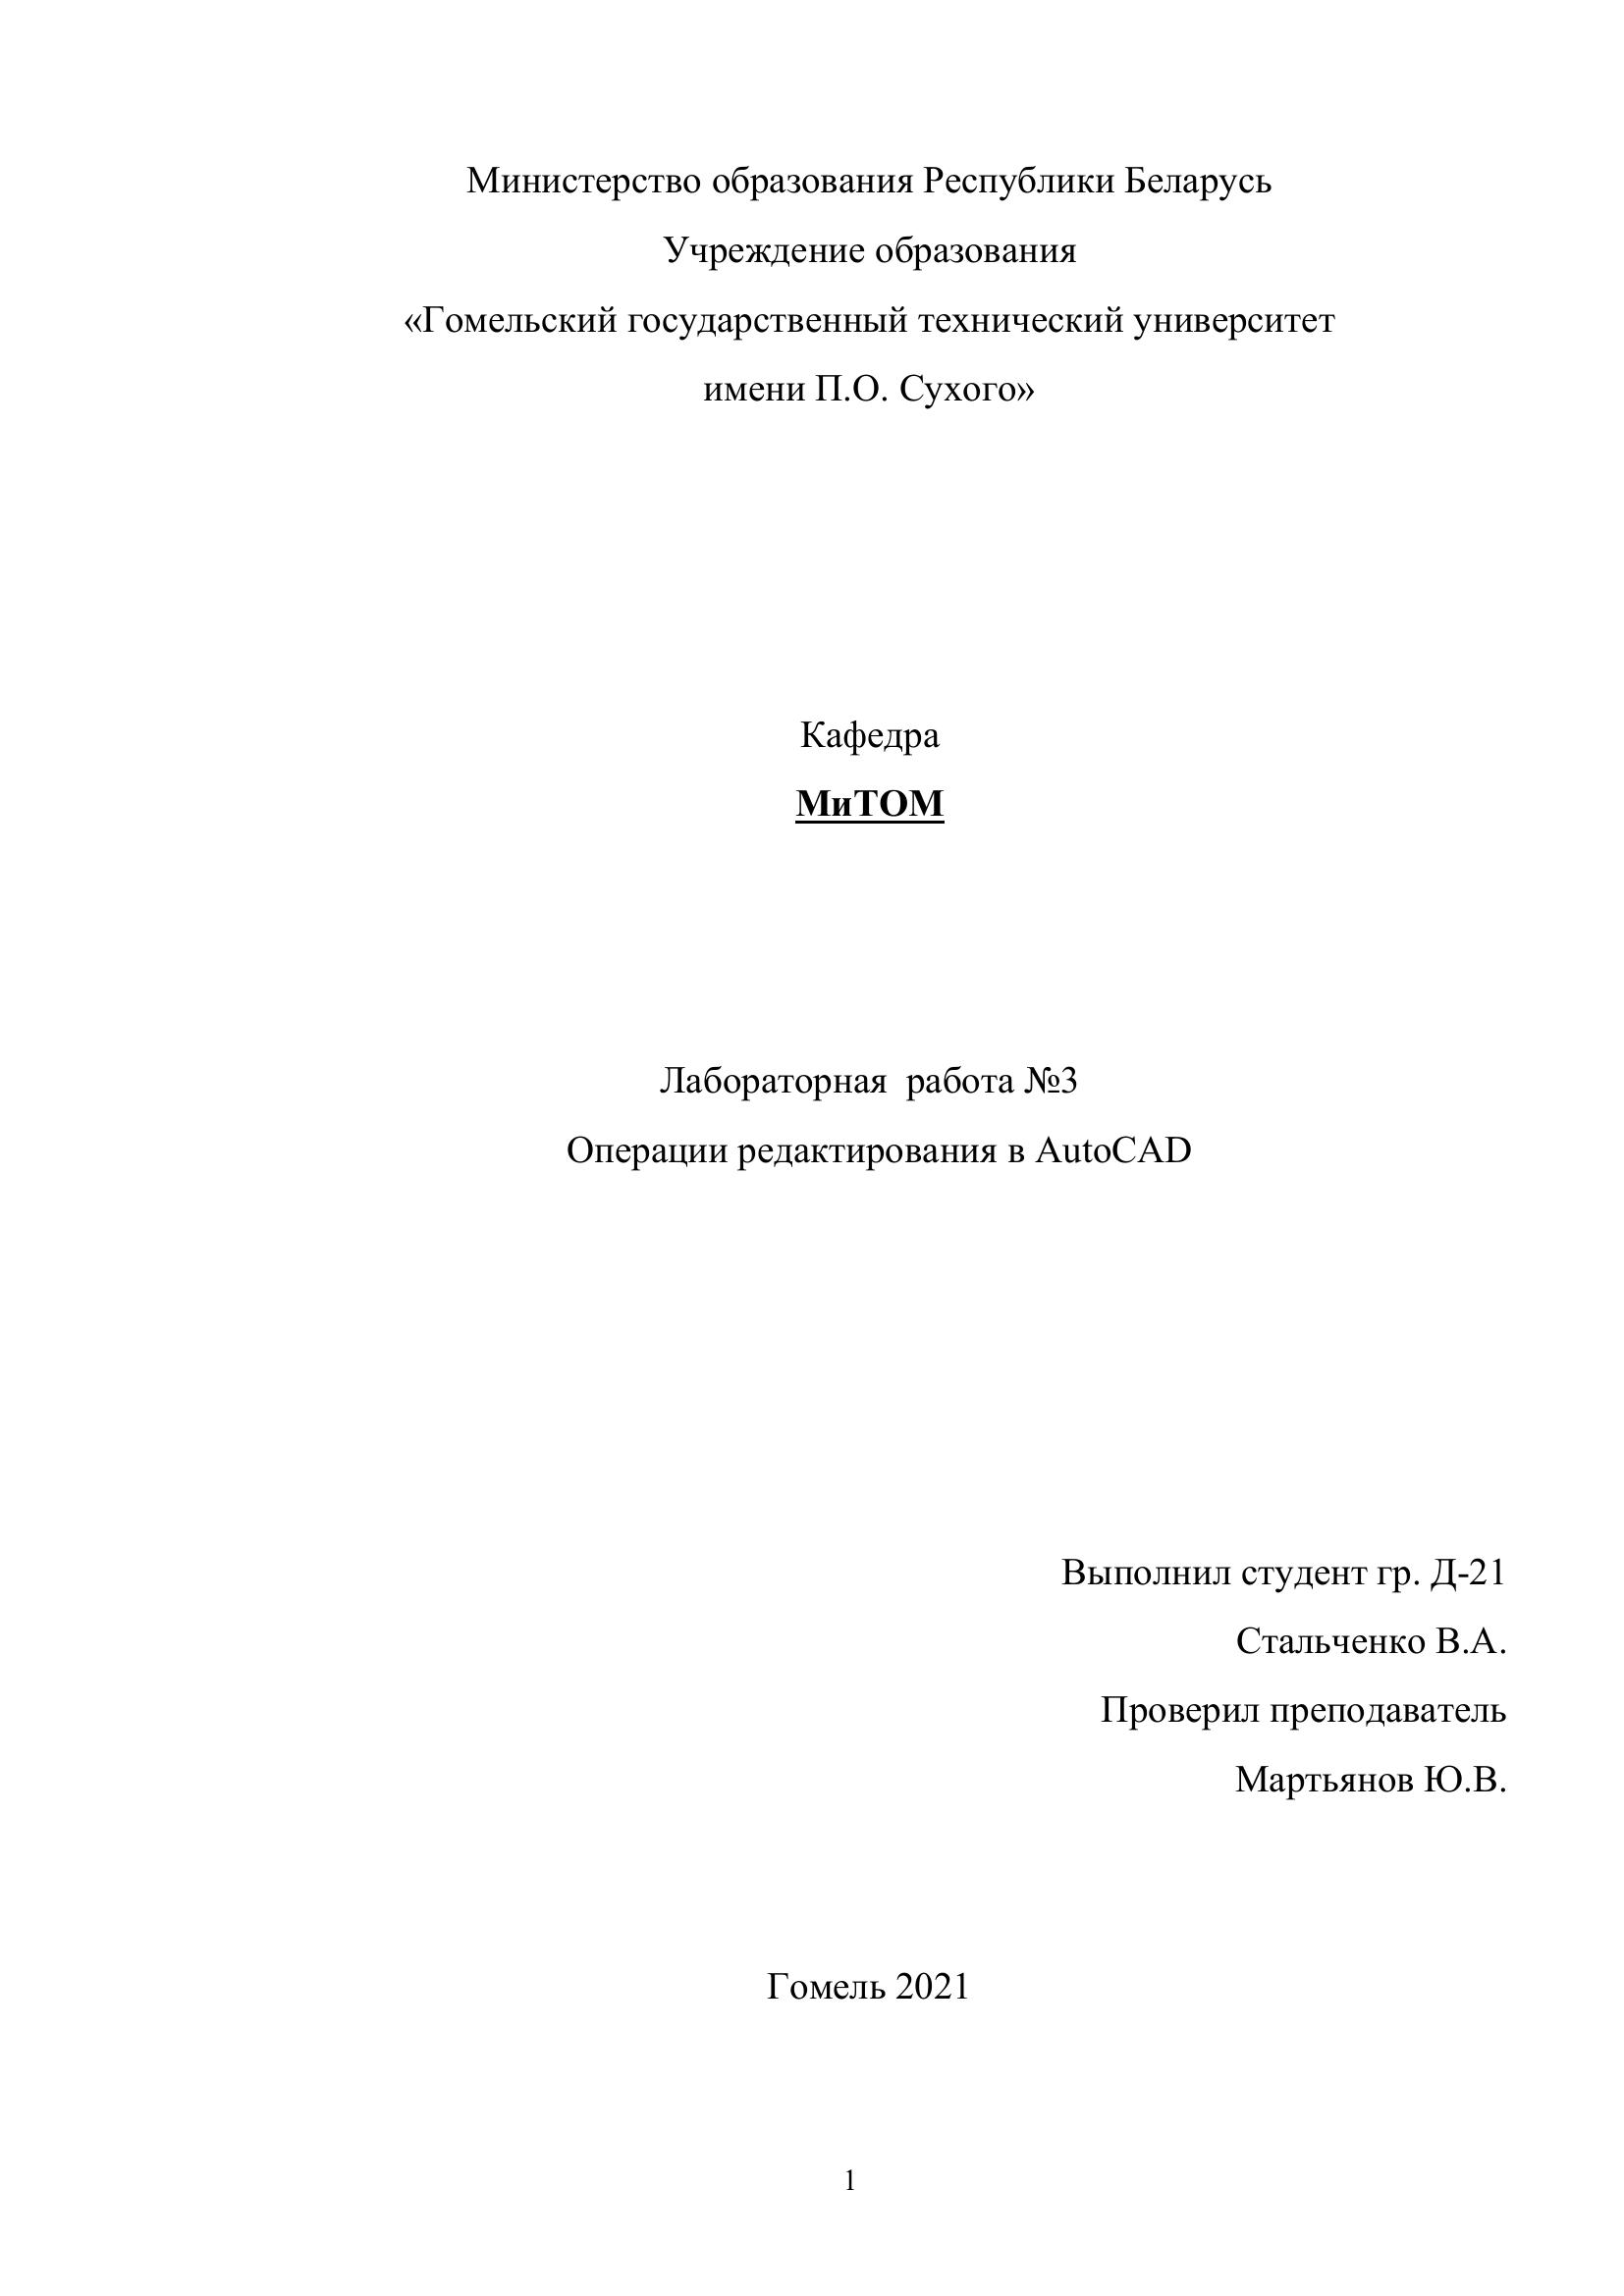 Министерство образования Республики Беларусь
Учреждение образования
«Гомельский государственный технический университет
имени П.О. Сухого»
Кафедра
МиТОМ
Лабораторная  работа №3
Операции редактирования в AutoCAD
Выполнил студент гр. Д-21
Стальченко В.А.
Проверил преподаватель
Мартьянов Ю.В.
Гомель 2021
1